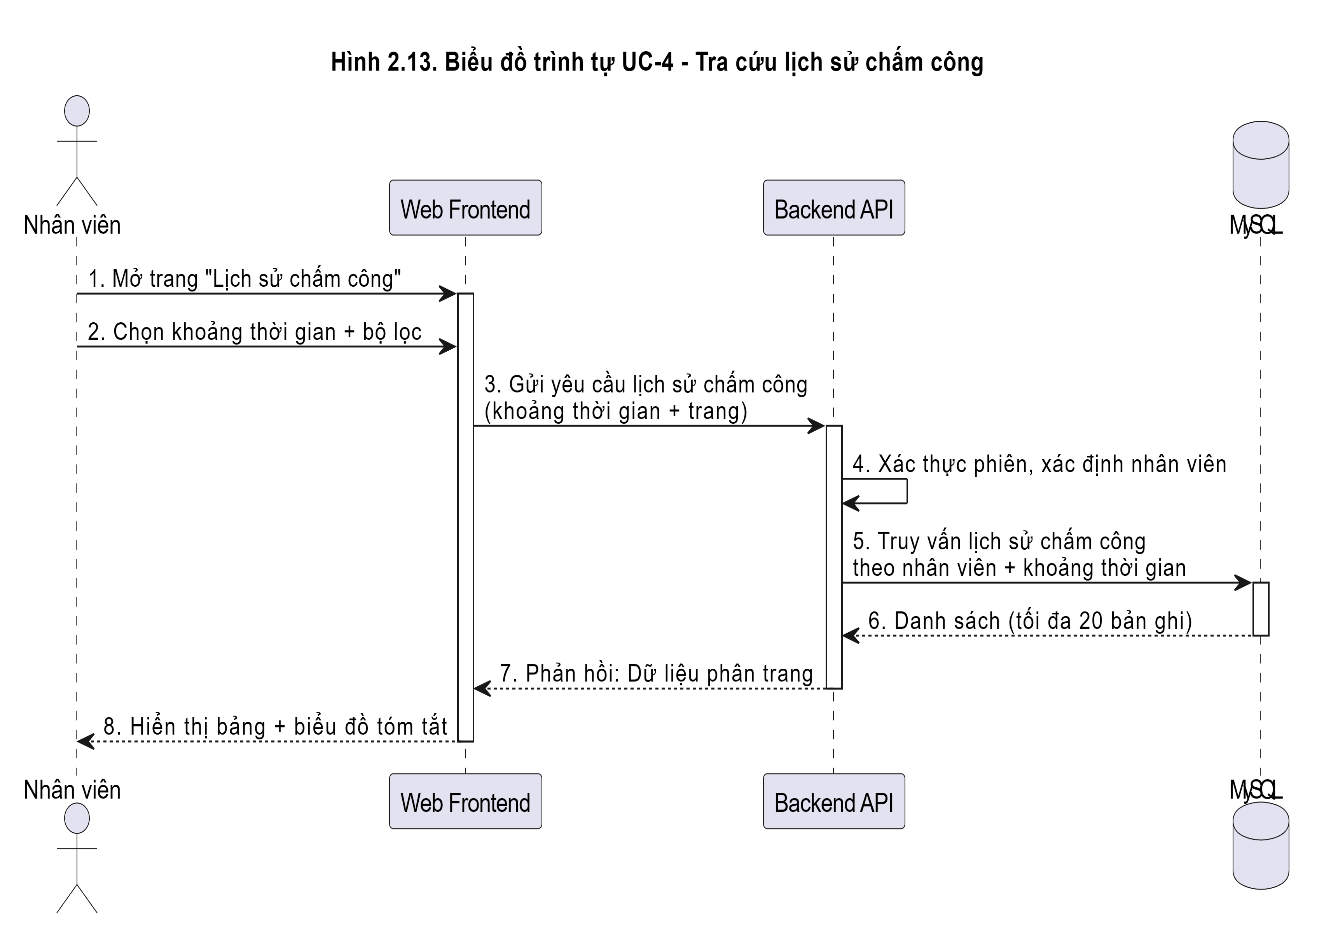 Hình 2.13. Biểu đồ trình tự UC-4 - Tra cứu lịch sử chấm công
Nhân viên
Web Frontend
Backend API
MySQL
1. Mở trang "Lịch sử chấm công"
2. Chọn khoảng thời gian + bộ lọc
3. Gửi yêu cầu lịch sử chấm công
(khoảng thời gian + trang)
4. Xác thực phiên, xác định nhân viên
5. Truy vấn lịch sử chấm công
theo nhân viên + khoảng thời gian
6. Danh sách (tối đa 20 bản ghi)
7. Phản hồi: Dữ liệu phân trang
8. Hiển thị bảng + biểu đồ tóm tắt
Nhân viên
Web Frontend
Backend API
MySQL